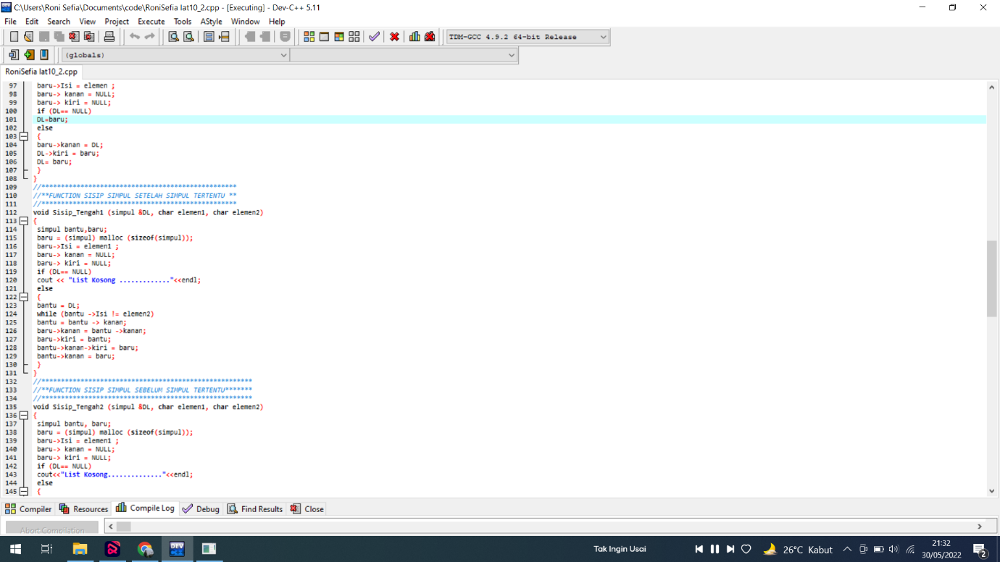 C:\Users\Roni Sefia\Documents\code\RoniSefia lat10_2.cpp - [Executing] - Dev-C++ 5.11
File Edit Search View Project Execute Tools AStyle Window Help
TDM-GCC 4.9.2 64-bit Release
(globals)
RoniSefia lat10_2.cpp
97 baru->Isi = elemen ;
98 baru-> kanan = NULL;
99 baru-> kiri = NULL;
100 if (DL== NULL)
101 DL=baru;
102 else
103 {
104 baru->kanan = DL;
105 DL->kiri = baru;
106 DL= baru;
107 }
108 }
109 //**************************************************
110 //**FUNCTION SISIP SIMPUL SETELAH SIMPUL TERTENTU **
111 //**************************************************
112 void Sisip_Tengah1 (simpul &DL, char elemen1, char elemen2)
113 {
114 simpul bantu,baru;
115 baru = (simpul) malloc (sizeof(simpul));
116 baru->Isi = elemen1 ;
117 baru-> kanan = NULL;
118 baru-> kiri = NULL;
119 if (DL== NULL)
120 cout << "List Kosong ............."<<endl;
121 else
122 {
123 bantu = DL;
124 while (bantu ->Isi != elemen2)
125 bantu = bantu -> kanan;
126 baru->kanan = bantu ->kanan;
127 baru->kiri = bantu;
128 bantu->kanan->kiri = baru;
129 bantu->kanan = baru;
130 }
131 }
132 //******************************************************
133 //**FUNCTION SISIP SIMPUL SEBELUM SIMPUL TERTENTU*******
134 //******************************************************
135 void Sisip_Tengah2 (simpul &DL, char elemen1, char elemen2)
136 {
137 simpul bantu, baru;
138 baru = (simpul) malloc (sizeof(simpul));
139 baru->Isi = elemen1 ;
140 baru-> kanan = NULL;
141 baru-> kiri = NULL;
142 if (DL== NULL)
143 cout<<"List Kosong.............."<<endl;
144 else
145 {
Compiler Resources Compile Log Debug Find Results Close
Abort Compilation
DEV
Tak Ingin Usai
26°C Kabut
21:32
30/05/2022
2